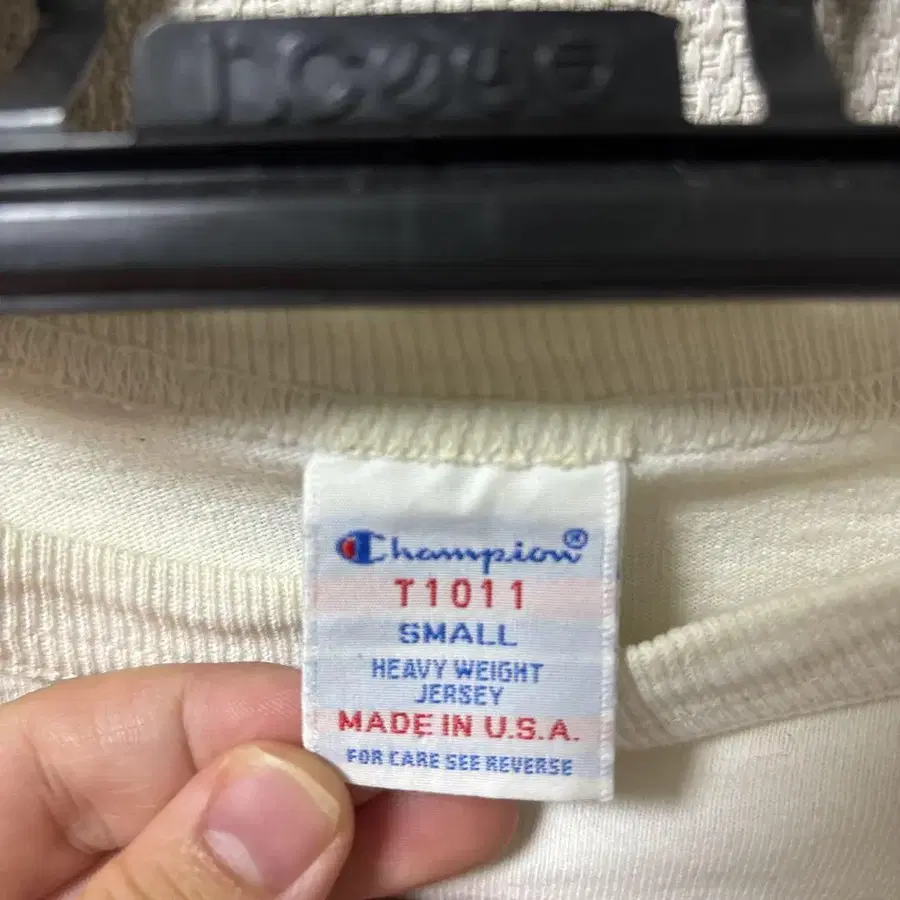 Champion®
T1011
SMALL
HEAVY WEIGHT
JERSEY
MADE IN U.S.A.
FOR CARE SEE REVERSE